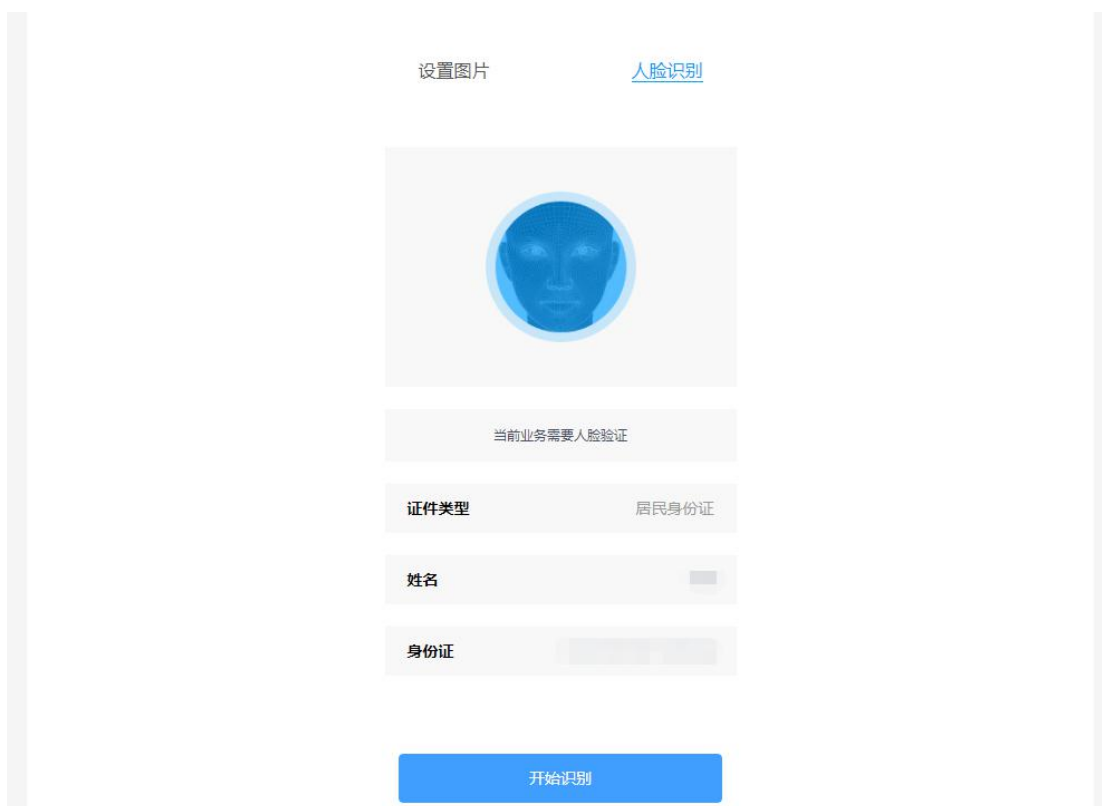 设置图片 人脸识别
当前业务需要人脸验证
证件类型 居民身份证
姓名
身份证
开始识别